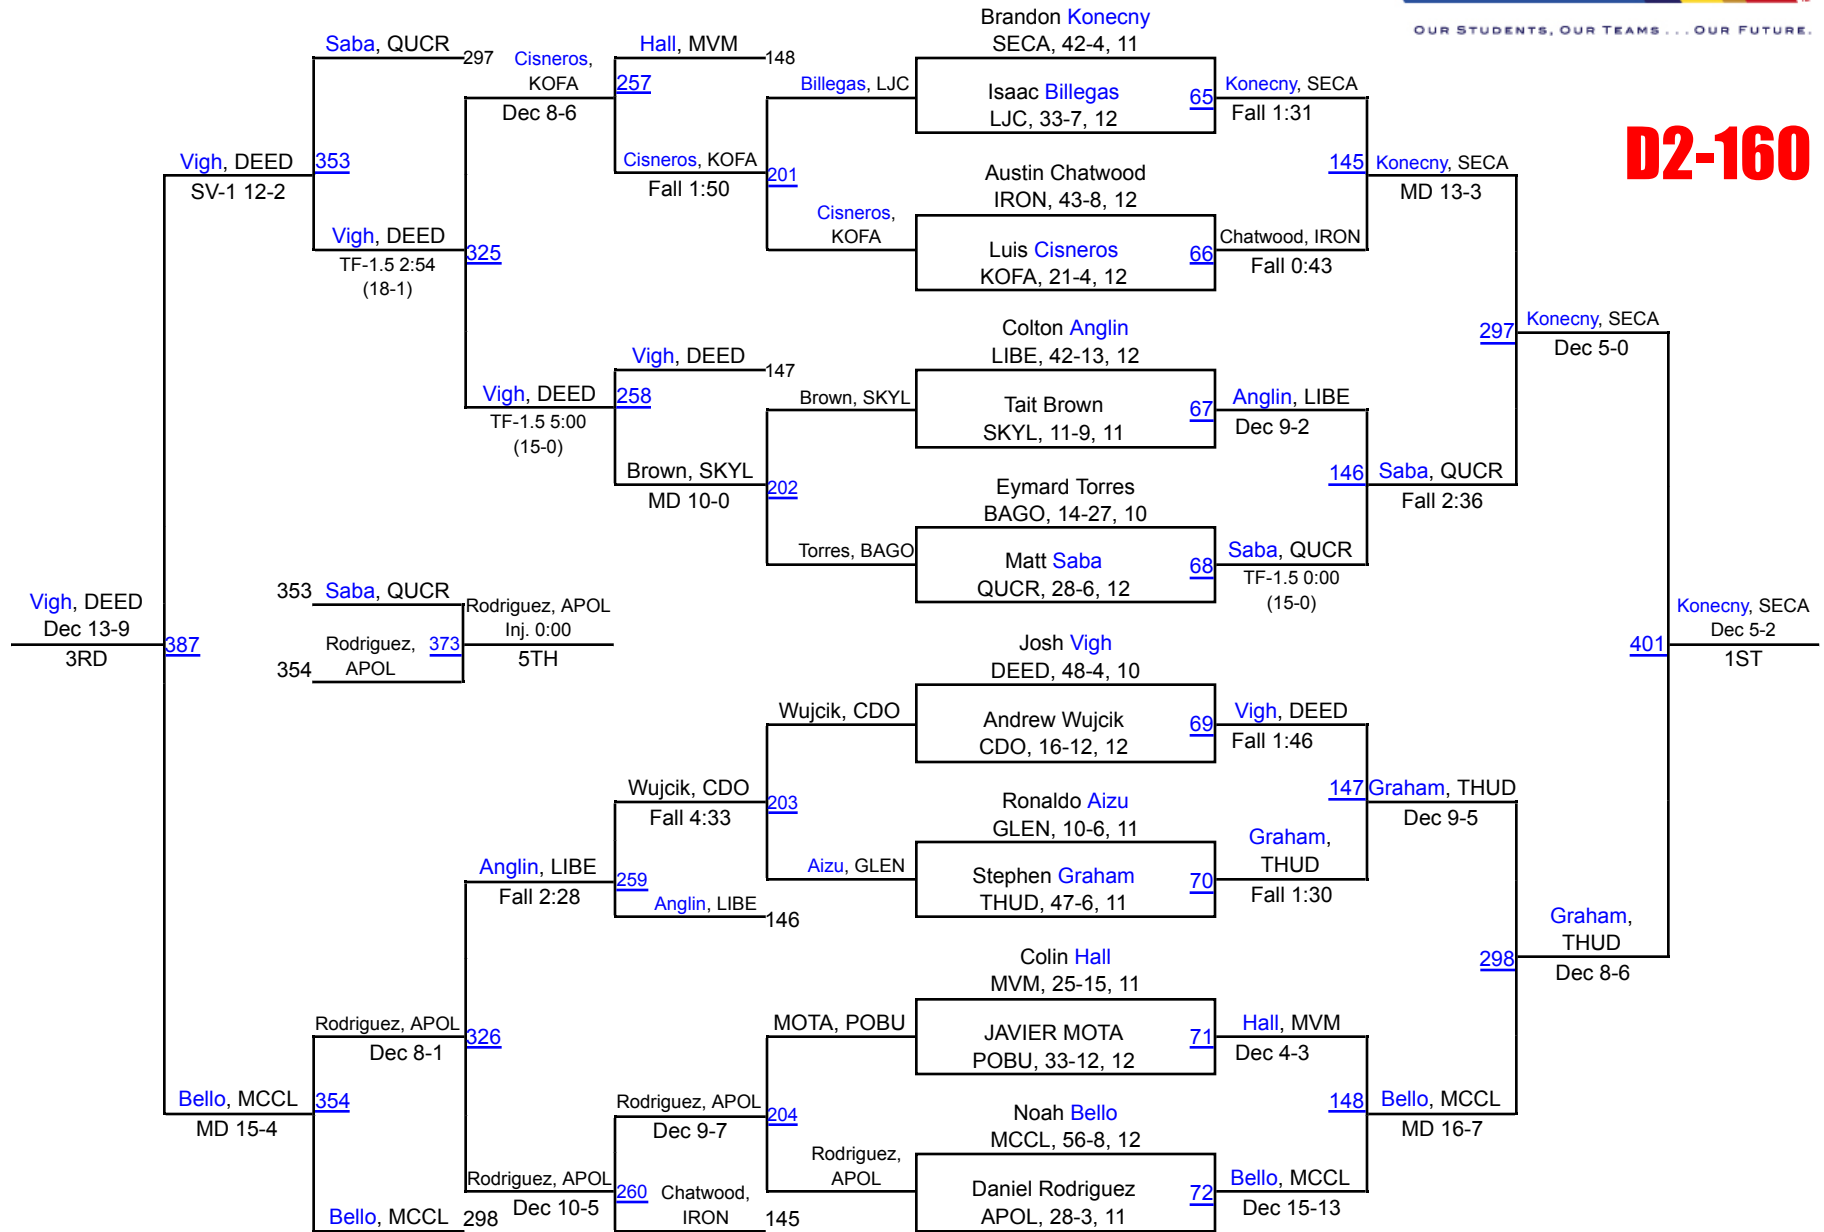 OUR STUDENTS, OUR TEAMS . . . OUR FUTURE.
D2-160
Brandon Konecny
SECA, 42-4, 11
Isaac Billegas
LJC, 33-7, 12
65
Austin Chatwood
IRON, 43-8, 12
Luis Cisneros
KOFA, 21-4, 12
66
Colton Anglin
LIBE, 42-13, 12
Tait Brown
SKYL, 11-9, 11
67
Eymard Torres
BAGO, 14-27, 10
Matt Saba
QUCR, 28-6, 12
68
Josh Vigh
DEED, 48-4, 10
Andrew Wujcik
CDO, 16-12, 12
69
Ronaldo Aizu
GLEN, 10-6, 11
Stephen Graham
THUD, 47-6, 11
70
Colin Hall
MVM, 25-15, 11
JAVIER MOTA
POBU, 33-12, 12
71
Noah Bello
MCCL, 56-8, 12
Daniel Rodriguez
APOL, 28-3, 11
72
Konecny, SECA
Fall 1:31
Chatwood, IRON
Fall 0:43
Anglin, LIBE
Dec 9-2
Saba, QUCR
TF-1.5 0:00
(15-0)
Vigh, DEED
Fall 1:46
Graham,
THUD
Fall 1:30
Hall, MVM
Dec 4-3
Bello, MCCL
Dec 15-13
145
Konecny, SECA
MD 13-3
146
Saba, QUCR
Fall 2:36
147
Graham, THUD
Dec 9-5
148
Bello, MCCL
MD 16-7
297
Konecny, SECA
Dec 5-0
298
Graham,
THUD
Dec 8-6
401
Konecny, SECA
Dec 5-2
1ST
Billegas, LJC
Cisneros,
KOFA
201
Brown, SKYL
Torres, BAGO
202
Wujcik, CDO
Aizu, GLEN
203
MOTA, POBU
Rodriguez,
APOL
204
Hall, MVM
148
Cisneros, KOFA
Fall 1:50
257
Vigh, DEED
147
Brown, SKYL
MD 10-0
258
Wujcik, CDO
Fall 4:33
Anglin, LIBE
146
259
Rodriguez, APOL
Dec 9-7
Chatwood,
IRON
145
260
Cisneros,
KOFA
Dec 8-6
Vigh, DEED
TF-1.5 5:00
(15-0)
325
Anglin, LIBE
Fall 2:28
Rodriguez, APOL
Dec 10-5
326
Saba, QUCR
297
Vigh, DEED
TF-1.5 2:54
(18-1)
353
Rodriguez, APOL
Dec 8-1
Bello, MCCL
298
354
Vigh, DEED
SV-1 12-2
Bello, MCCL
MD 15-4
387
Vigh, DEED
Dec 13-9
3RD
353
Saba, QUCR
354
Rodriguez,
APOL
373
Rodriguez, APOL
Inj. 0:00
5TH